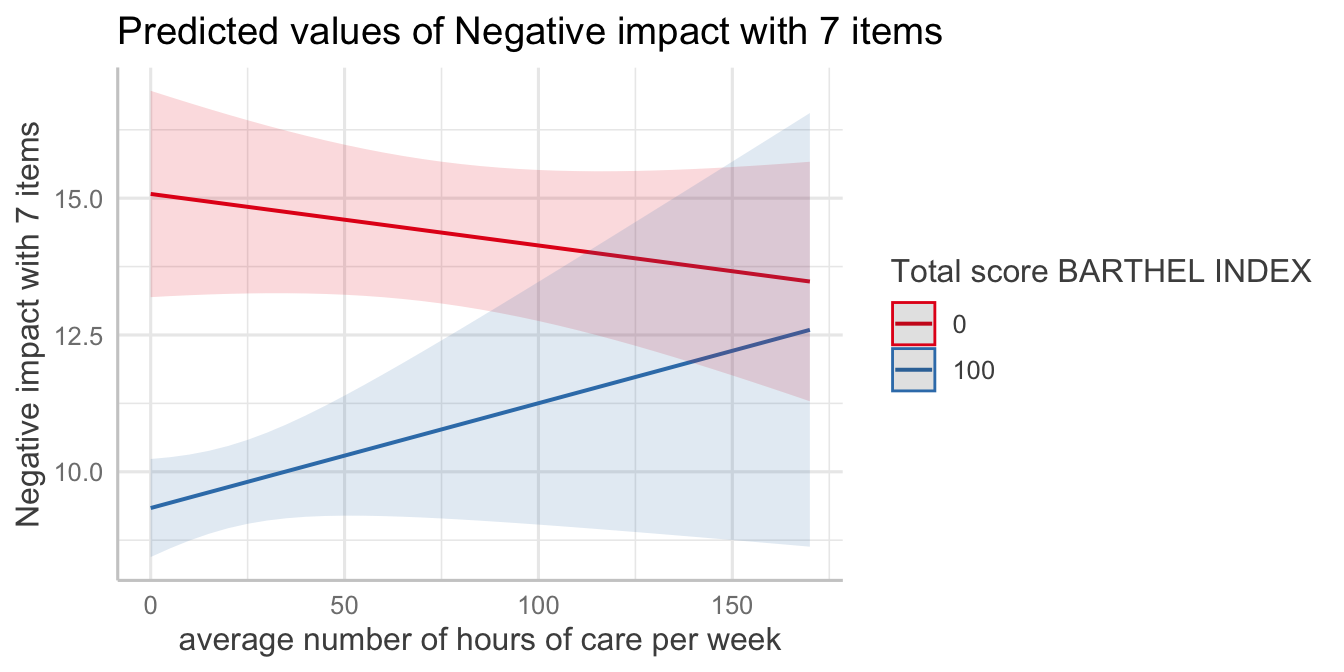 Predicted values of Negative impact with 7 items
Negative impact with 7 items
15.0
12.5
10.0
0
50
100
150
average number of hours of care per week
Total score BARTHEL INDEX
0
100